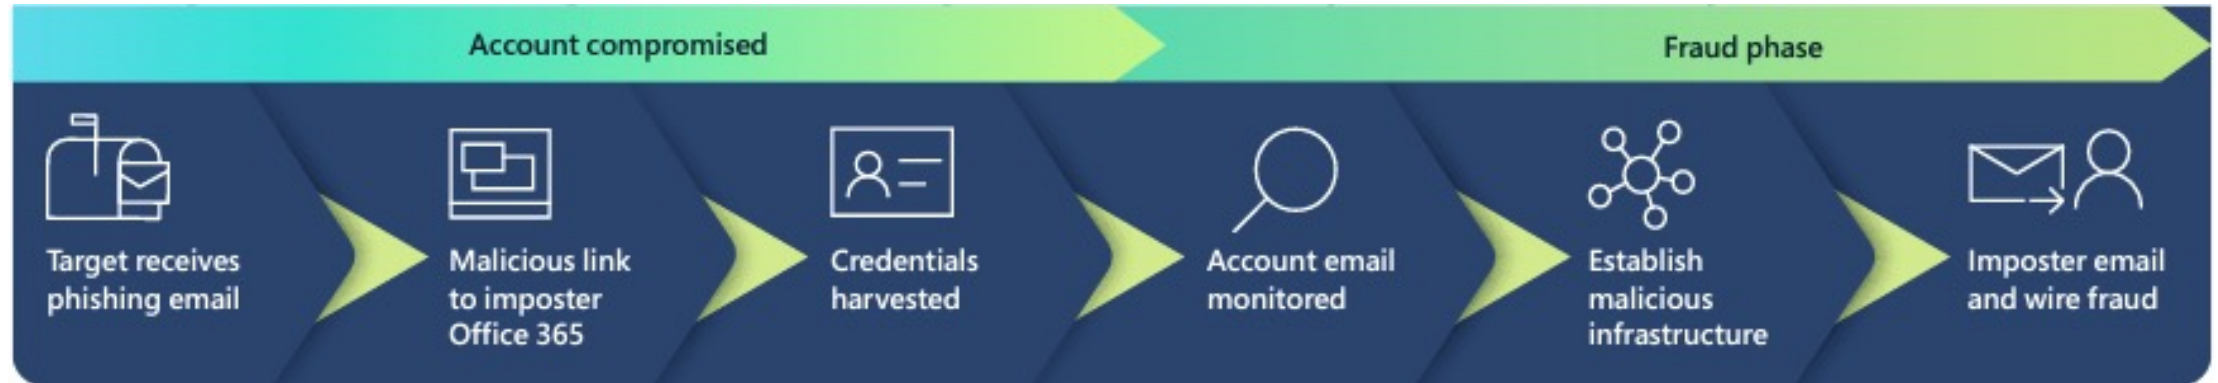 Account compromised
Fraud phase
Target receives
phishing email
Malicious link
to imposter
Office 365
Credentials
harvested
Account email
monitored
Establish
malicious
infrastructure
Imposter email
and wire fraud